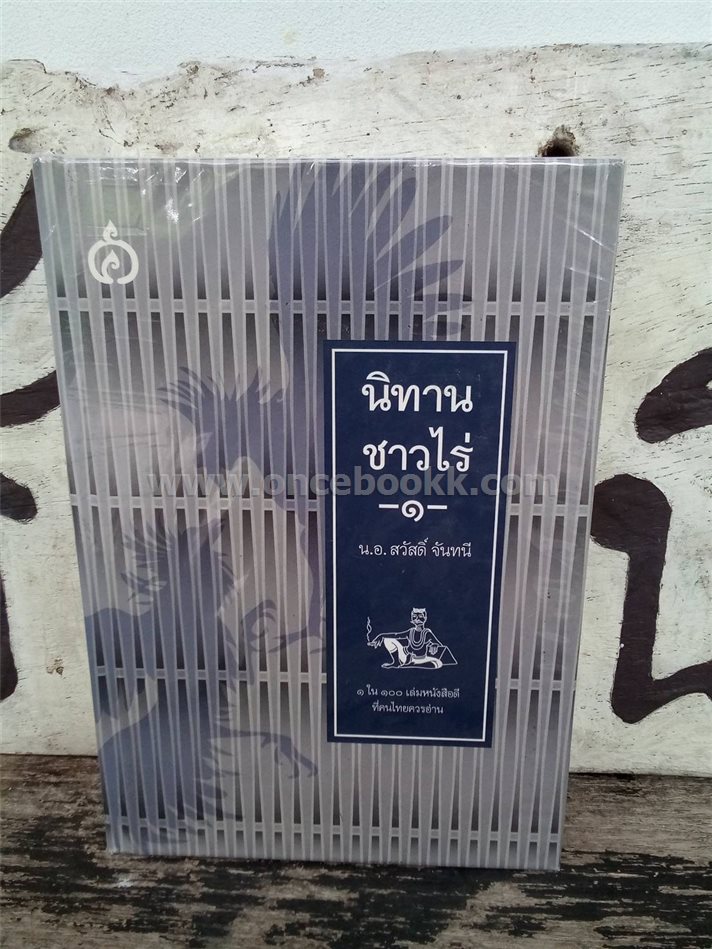 นิทาน
ชาวไร่
-๑-
น.อ. สวัสดิ์ จันทนี
๑ ใน ๑๐๐ เล่มหนังสือดี
ที่คนไทยควรอ่าน
www.oncebookk.com